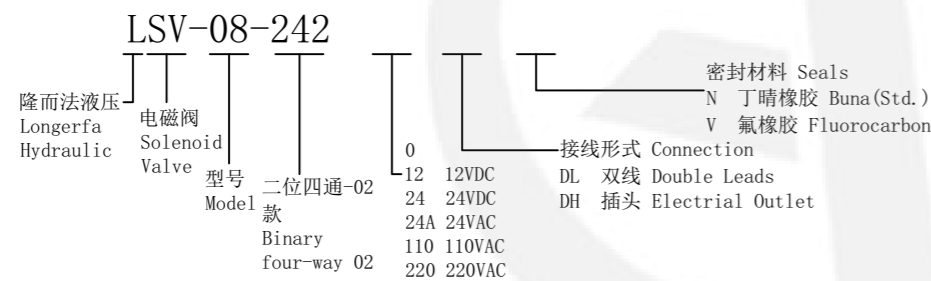 LSV-08-242
隆而法液压
Longerfa
Hydraulic
电磁阀
Solenoid
Valve
型号
Model
二位四通-02
款
Binary
four-way 02
0
12 12VDC
24 24VDC
24A 24VAC
110 110VAC
220 220VAC
接线形式 Connection
DL 双线 Double Leads
DH 插头 Electrial Outlet
密封材料 Seals
N 丁晴橡胶 Buna(Std.)
V 氟橡胶 Fluorocarbon